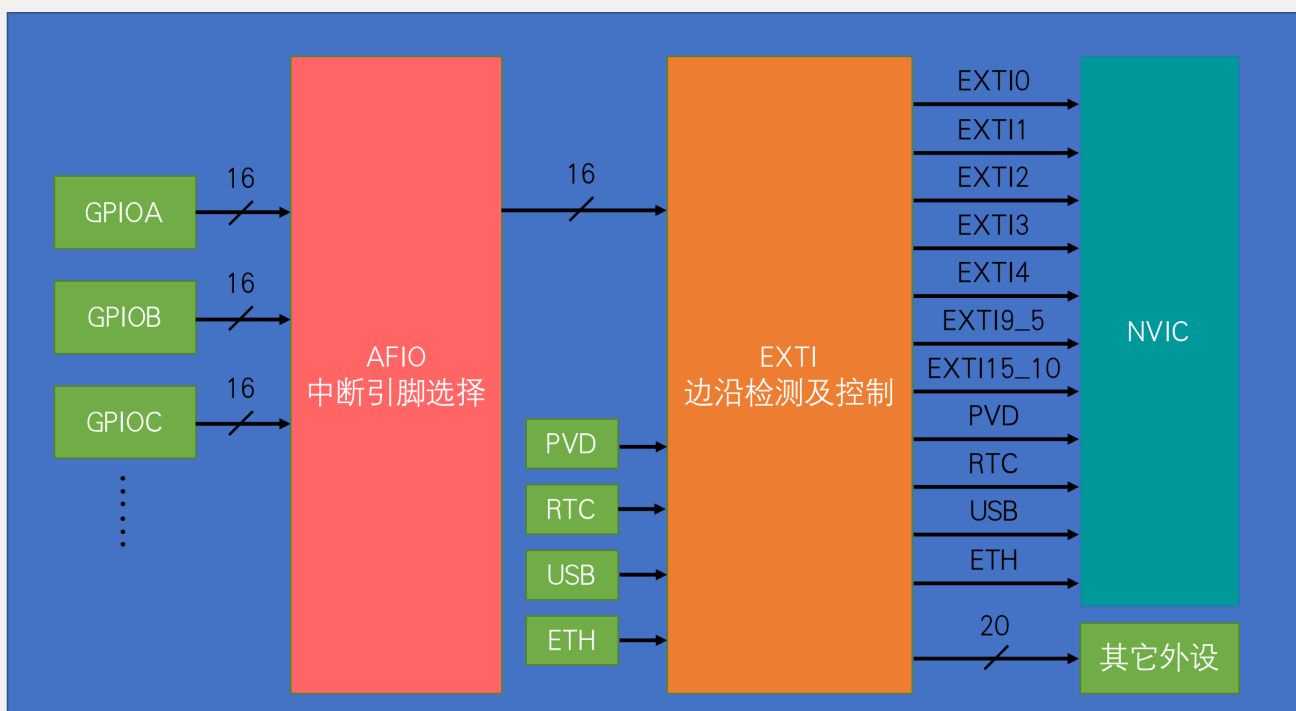 GPIOA
16
GPIOB
16
GPIOC
16
AFIO
中断引脚选择
16
PVD
RTC
USB
ETH
EXTI
边沿检测及控制
EXTI0
EXTI1
EXTI2
EXTI3
EXTI4
EXTI9_5
EXTI15_10
PVD
RTC
USB
ETH
20
NVIC
其它外设